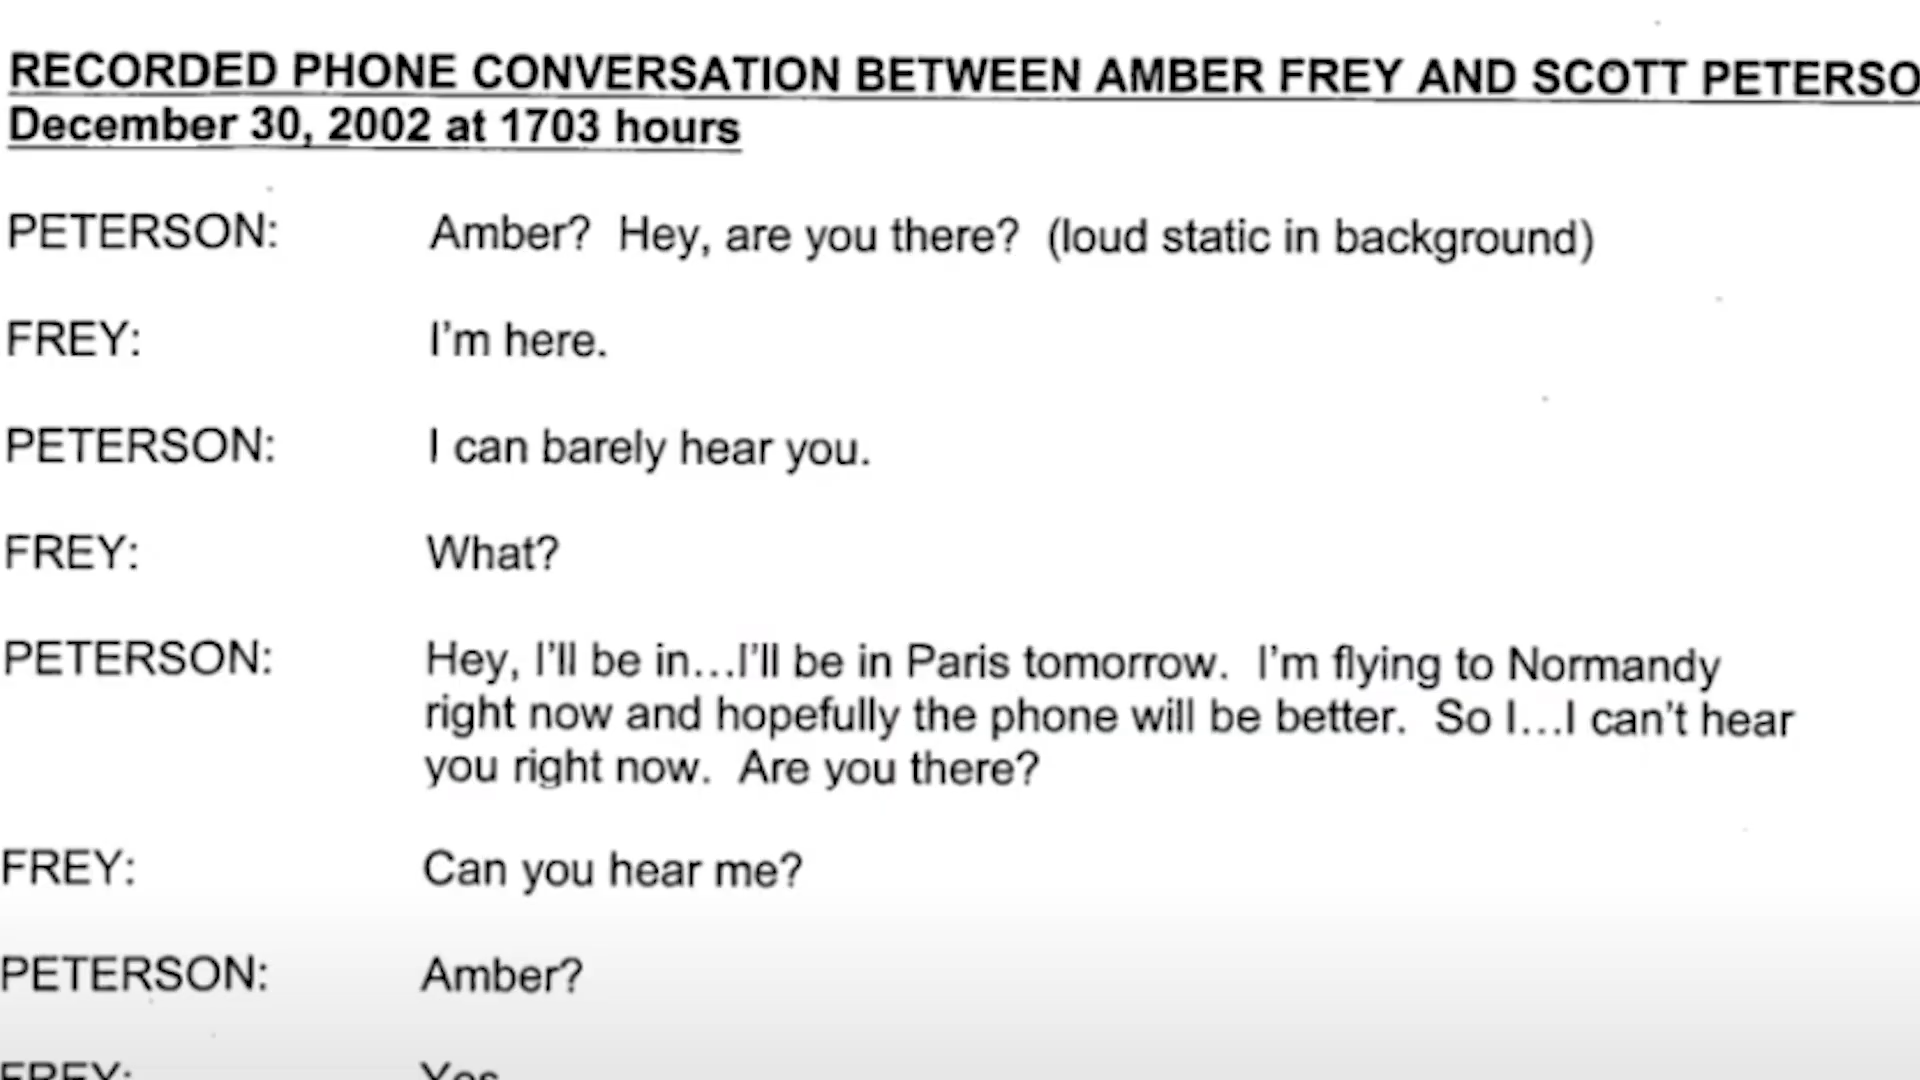 RECORDED PHONE CONVERSATION BETWEEN AMBER FREY AND SCOTT PETERSO
December 30, 2002 at 1703 hours
PETERSON: Amber? Hey, are you there? (loud static in background)
FREY: I'm here.
PETERSON: I can barely hear you.
FREY: What?
PETERSON: Hey, I'll be in...I'll be in Paris tomorrow. I'm flying to Normandy
right now and hopefully the phone will be better. So I...I can't hear
you right now. Are you there?
FREY: Can you hear me?
PETERSON: Amber?
FREY: Yes